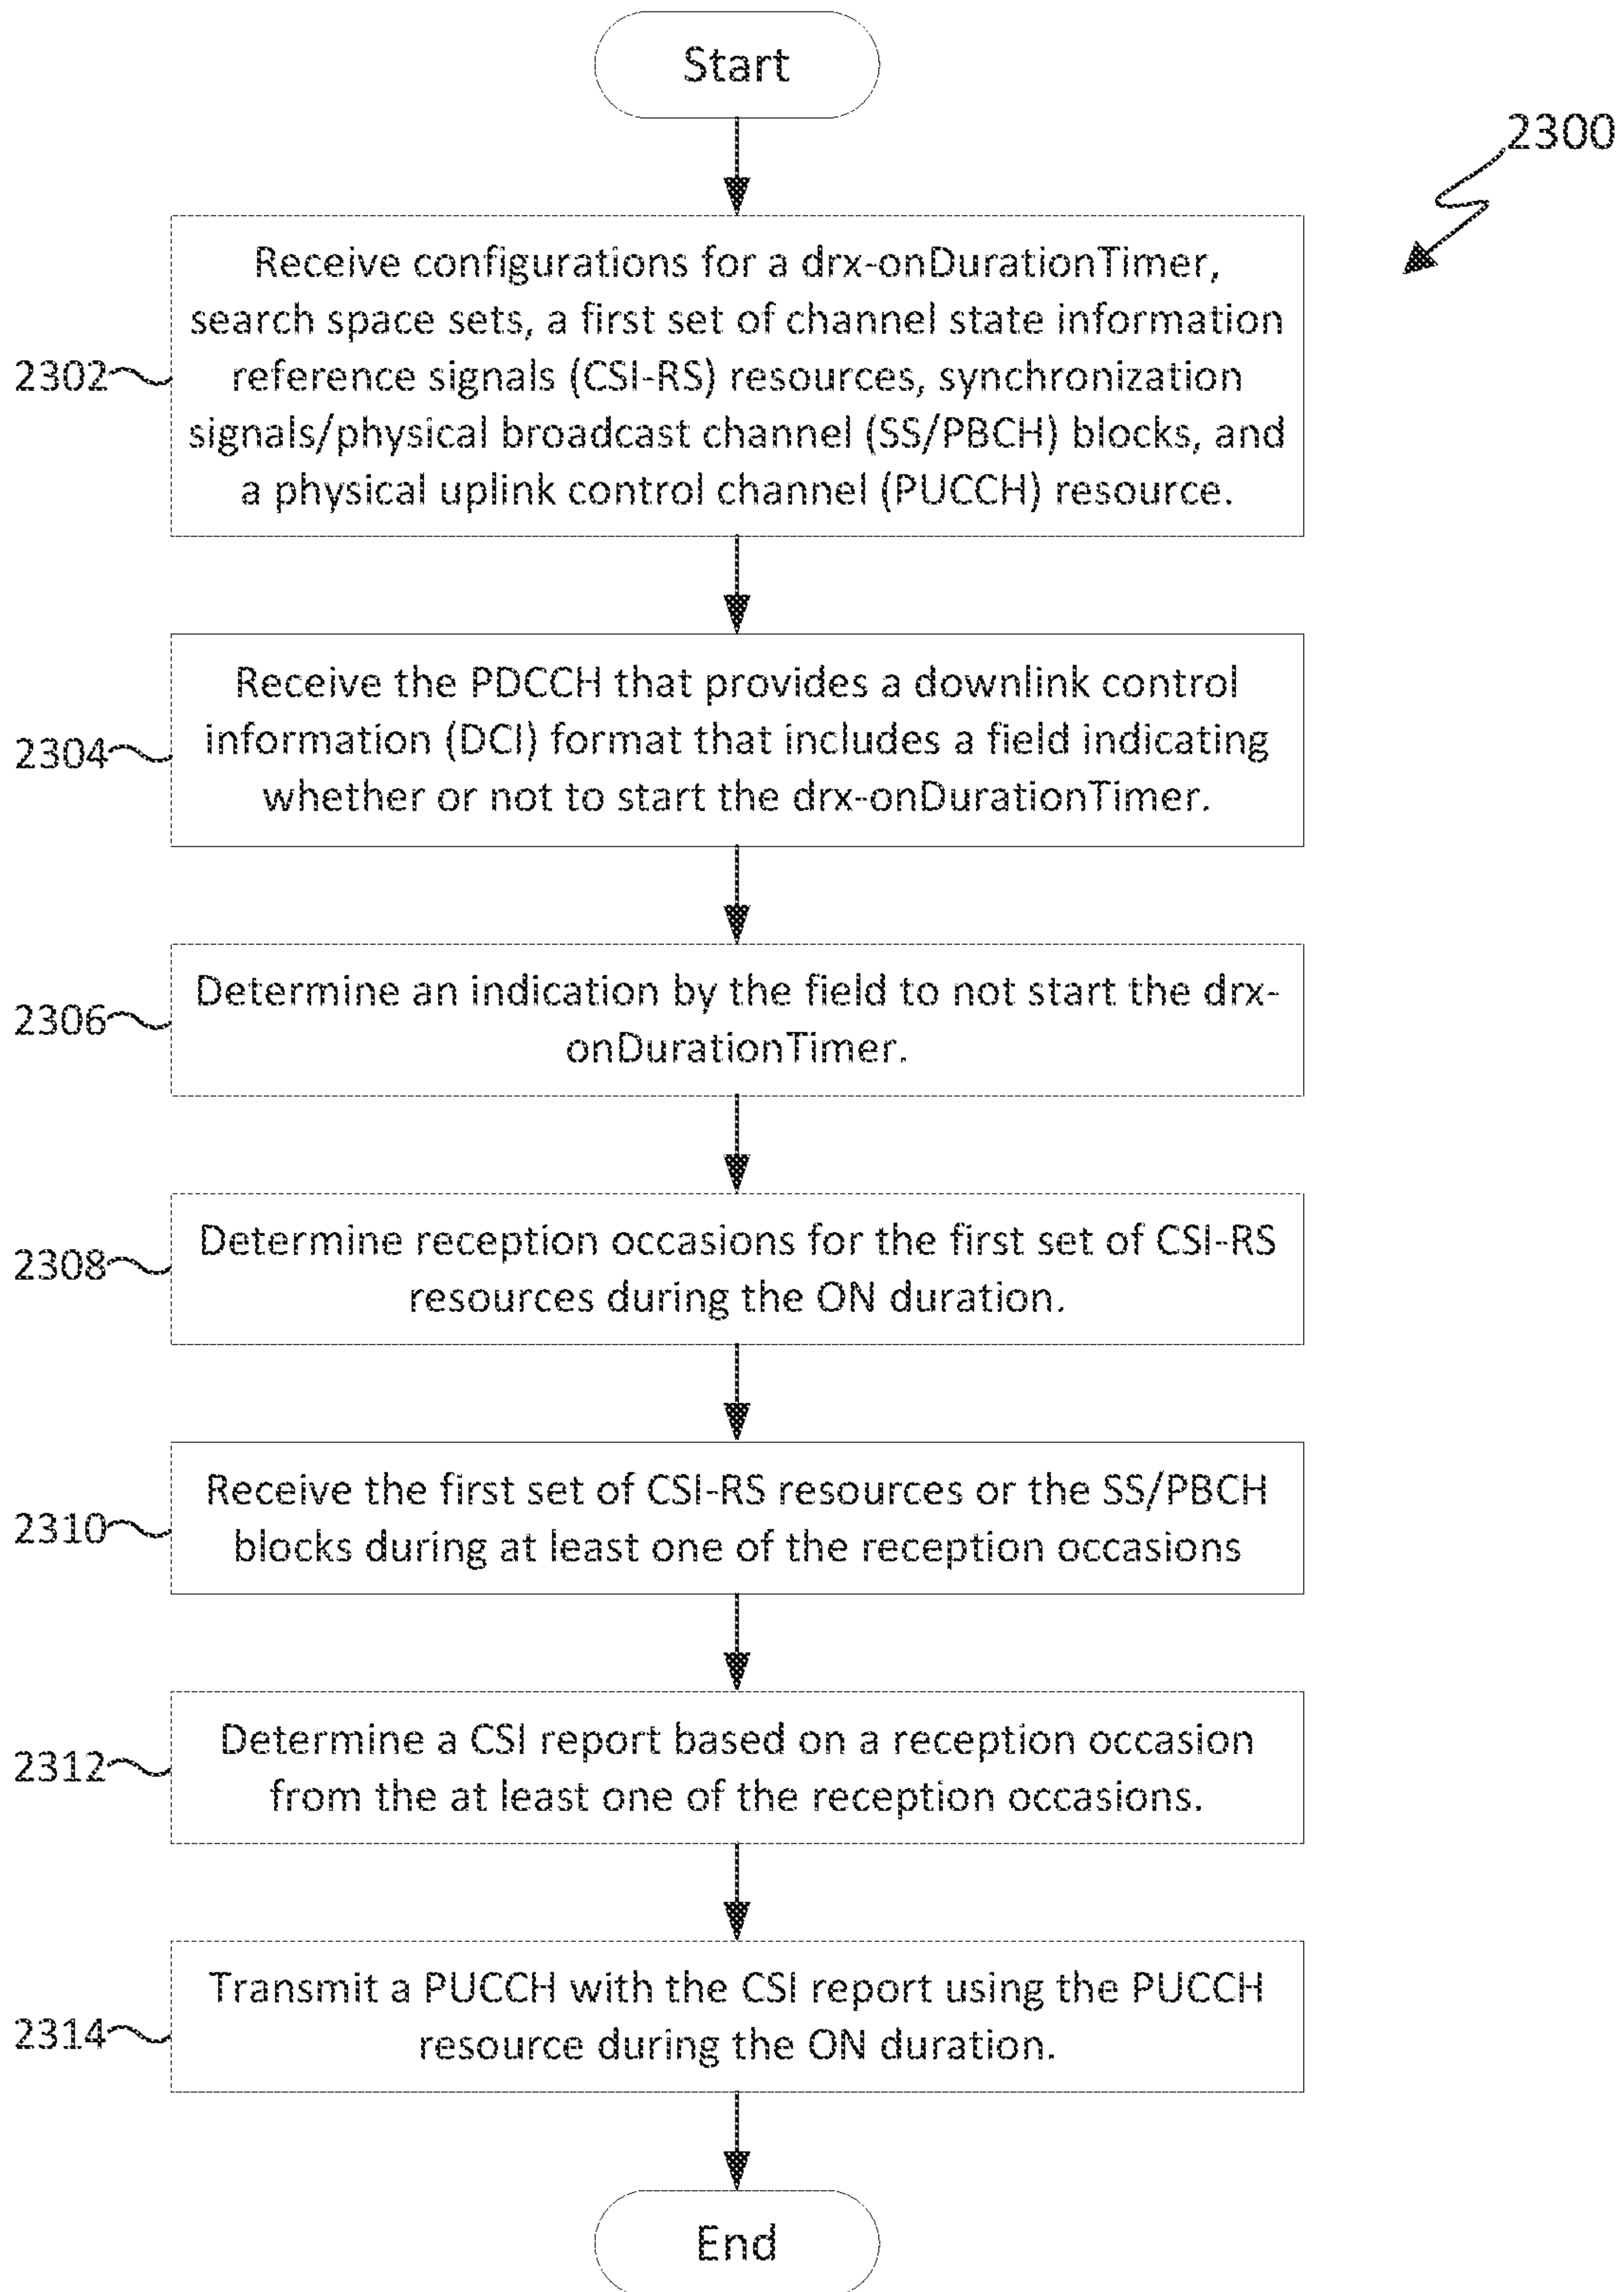 Start
2300
Receive configurations for a drx-onDurationTimer,
search space sets, a first set of channel state information
2302
reference signals (CSI-RS) resources, synchronization
signals/physical broadcast channel (SS/PBCH) blocks, and
a physical uplink control channel (PUCCH) resource.
Receive the PDCCH that provides a downlink control
2304
information (DCI) format that includes a field indicating
whether or not to start the drx-onDurationTimer.
2306
Determine an indication by the field to not start the drx-
onDurationTimer.
2308
Determine reception occasions for the first set of CSI-RS
resources during the ON duration.
2310
Receive the first set of CSI-RS resources or the SS/PBCH
blocks during at least one of the reception occasions
2312
Determine a CSI report based on a reception occasion
from the at least one of the reception occasions.
2314
Transmit a PUCCH with the CSI report using the PUCCH
resource during the ON duration.
End